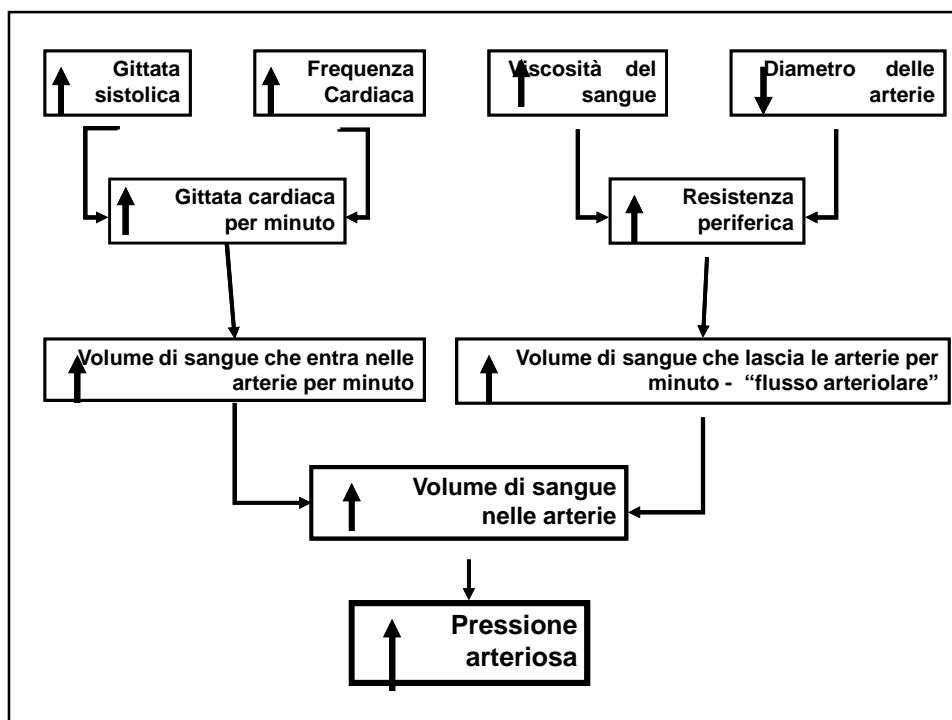 Gittata
sistolica
Frequenza
Cardiaca
Viscosità del
sangue
Diametro delle
arterie
Gittata cardiaca
per minuto
Resistenza
periferica
Volume di sangue che entra nelle
arterie per minuto
Volume di sangue che lascia le arterie per
minuto - “flusso arteriolare”
Volume di sangue
nelle arterie
Pressione
arteriosa